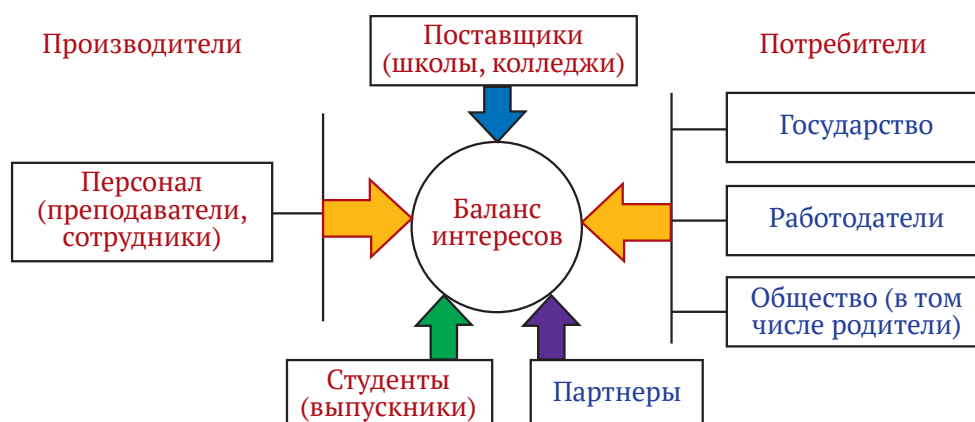 Производители
Поставщики
(школы, колледжи)
Потребители
Персонал
(преподаватели,
сотрудники)
Баланс
интересов
Государство
Работодатели
Общество (в том
числе родители)
Студенты
(выпускники)
Партнеры